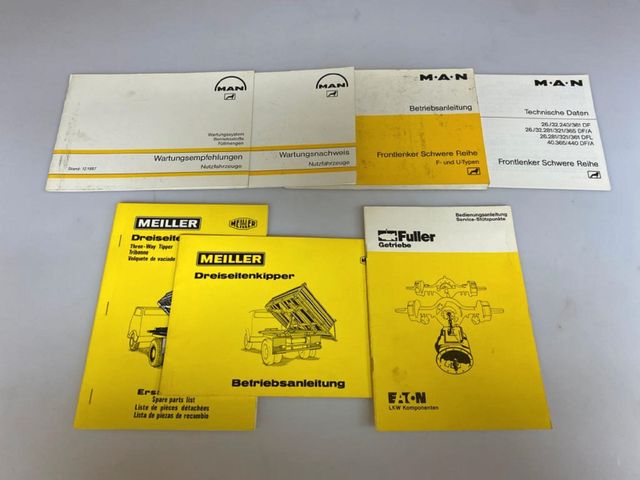 MAN
Wartungssystem
Betriebsstoffe
Füllmengen
Wartungsempfehlungen
Stand: 12.1987
Nutzfahrzeuge
MAN
Wartungsnachweis
Nutzfahrzeuge
M·A·N
Betriebsanleitung
Frontlenker Schwere Reihe
F- und U-Typen
M·A·N
Technische Daten
26./32.240/361 DF
26./32.281/321/365 DF/A
26.281/321/361 DFL
40.365/440 DF/A
Frontlenker Schwere Reihe
MEILLER
MEILLER
Three-Way Tipper
Tribenne
Volquete de
Spare parts list
Liste de pièces détachées
Lista de piezas de recambio
MEILLER
Dreiseitenkipper
Betriebsanleitung
Bedienungsanleitung
Service-Stützpunkte
Fuller
Getriebe
EATON
LKW Komponenten